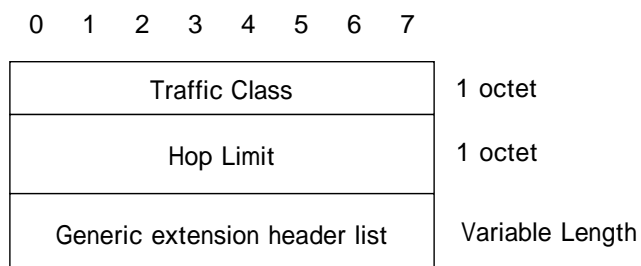 0 1 2 3 4 5 6 7
Traffic Class 1 octet
Hop Limit 1 octet
Generic extension header list Variable Length